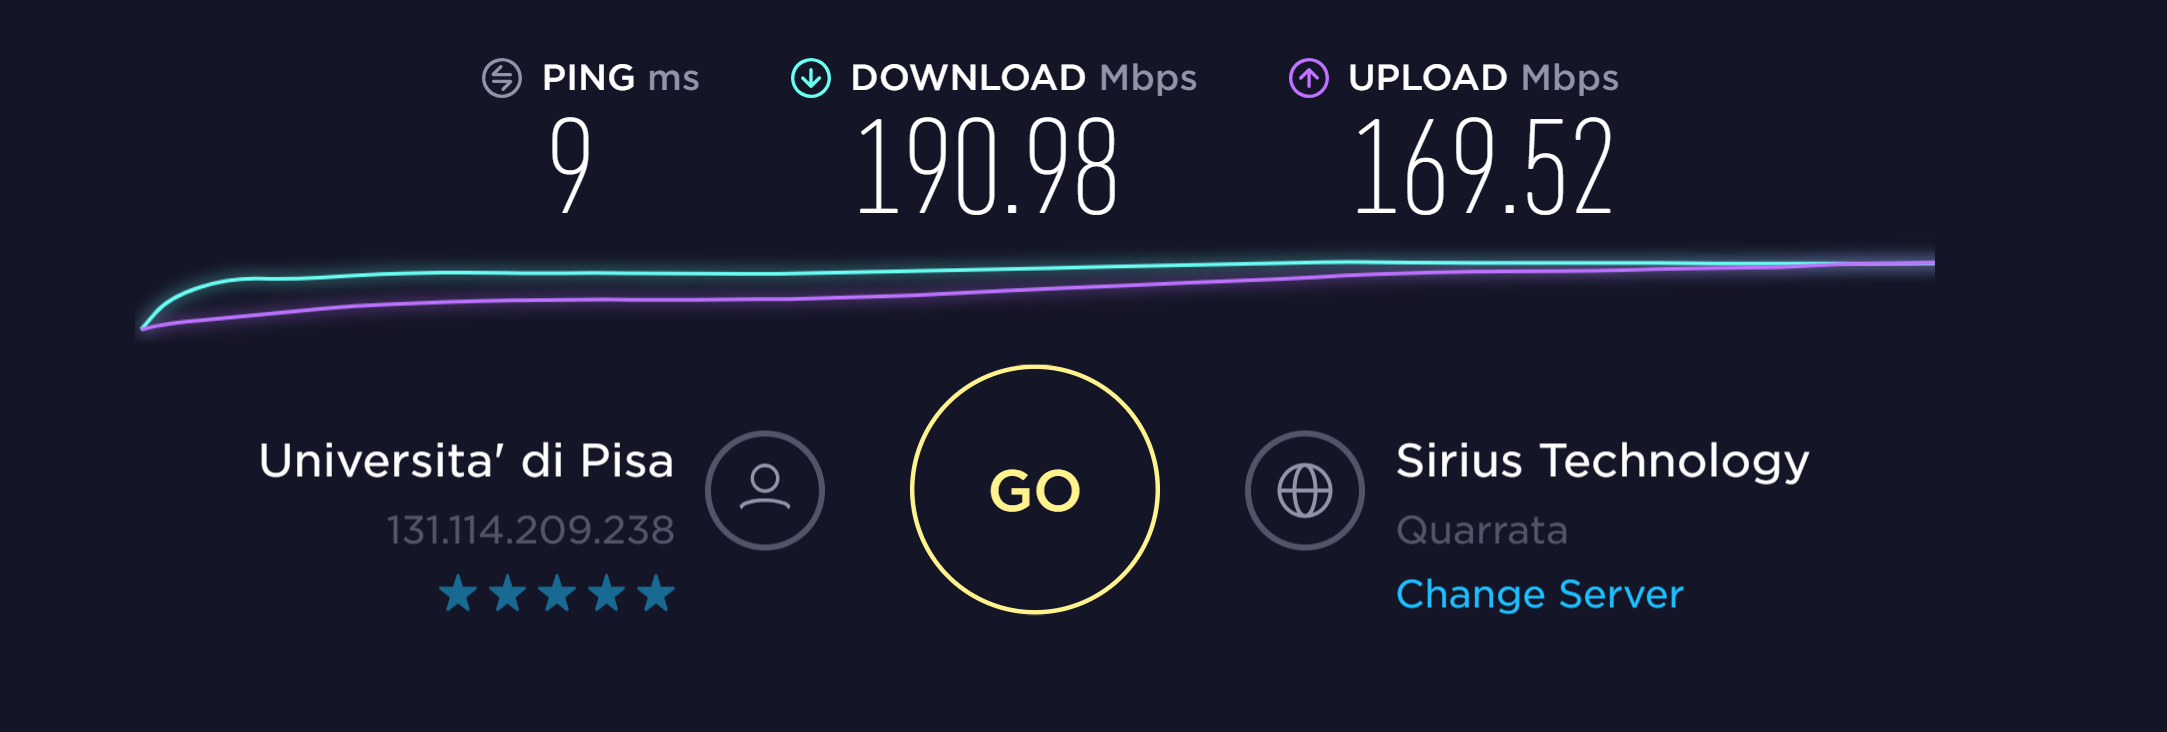 PING ms
9
DOWNLOAD Mbps
190.98
UPLOAD Mbps
169.52
Universita' di Pisa
131.114.209.238
GO
Sirius Technology
Quarrata
Change Server